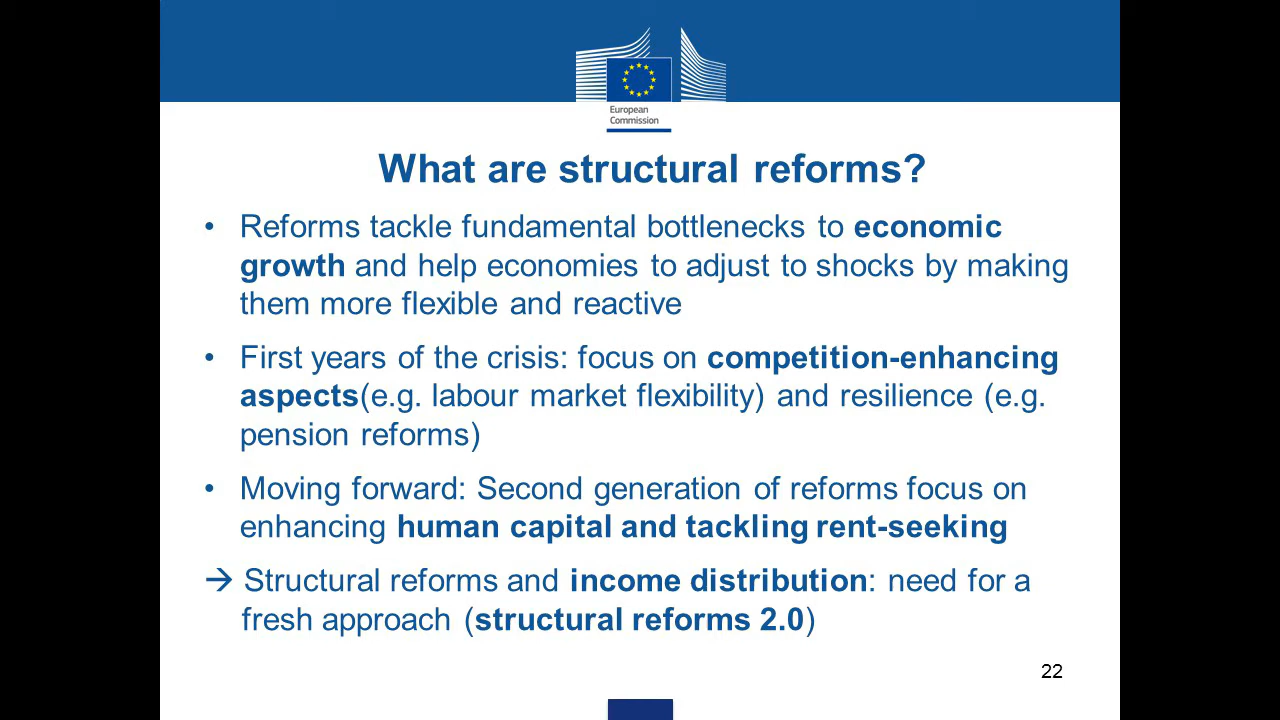 European
Commission
What are structural reforms?
• Reforms tackle fundamental bottlenecks to economic
growth and help economies to adjust to shocks by making
them more flexible and reactive
• First years of the crisis: focus on competition-enhancing
aspects(e.g. labour market flexibility) and resilience (e.g.
pension reforms)
• Moving forward: Second generation of reforms focus on
enhancing human capital and tackling rent-seeking
→ Structural reforms and income distribution: need for a
fresh approach (structural reforms 2.0)
22